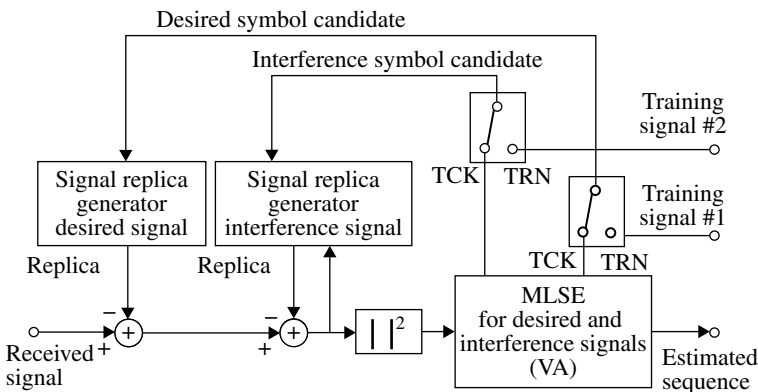 Desired symbol candidate
Interference symbol candidate
Training
signal #2
TCK
TRN
Signal replica
generator
desired signal
Signal replica
generator
interference signal
Training
signal #1
TCK
TRN
Replica
Replica
MLSE
for desired and
interference signals
(VA)
−
+
+
−
+
+
| |2
Received
signal
Estimated
sequence